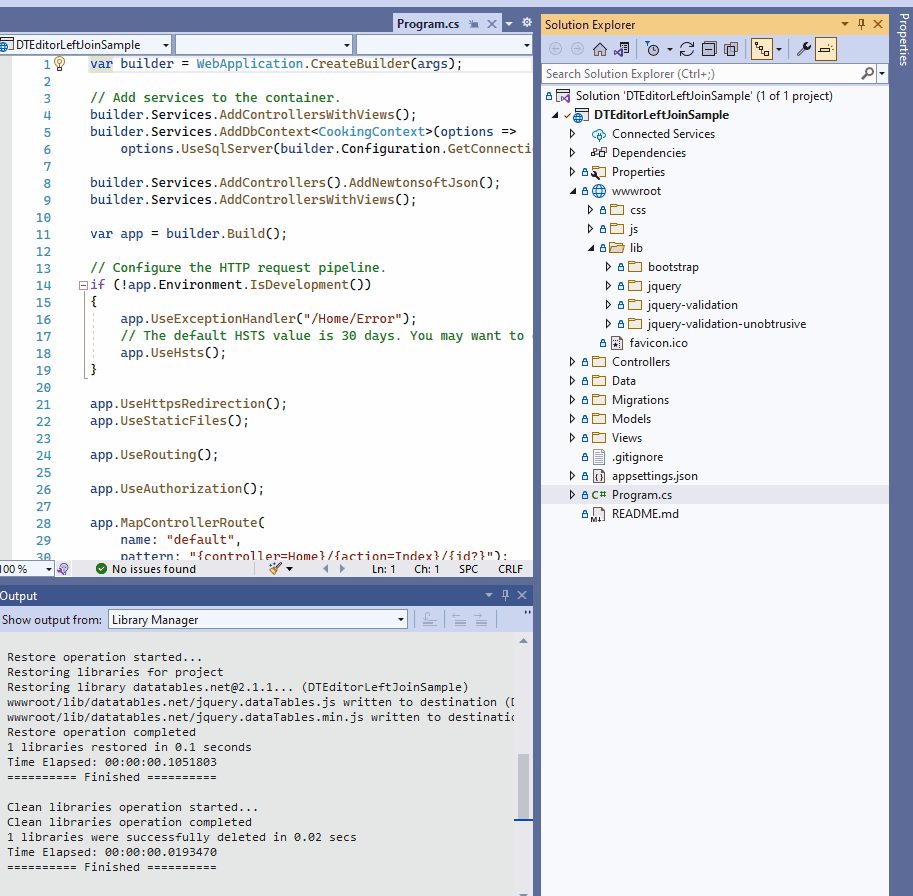 Program.cs
DTEditorLeftJoinSample
1 var builder = WebApplication.CreateBuilder(args);
2
3 // Add services to the container.
4 builder.Services.AddControllersWithViews();
5 builder.Services.AddDbContext<CookingContext>(options =>
6 options.UseSqlServer(builder.Configuration.GetConnecti
7
8 builder.Services.AddControllers().AddNewtonsoftJson();
9 builder.Services.AddControllersWithViews();
10
11 var app = builder.Build();
12
13 // Configure the HTTP request pipeline.
14 if (!app.Environment.IsDevelopment())
15 {
16 app.UseExceptionHandler("/Home/Error");
17 // The default HSTS value is 30 days. You may want to
18 app.UseHsts();
19 }
20
21 app.UseHttpsRedirection();
22 app.UseStaticFiles();
23
24 app.UseRouting();
25
26 app.UseAuthorization();
27
28 app.MapControllerRoute(
29 name: "default",
30 pattern: "{controller=Home}/{action=Index}/{id?}");
100 % No issues found Ln: 1 Ch: 1 SPC CRLF
Output
Show output from: Library Manager
Restore operation started...
Restoring libraries for project
Restoring library datatables.net@2.1.1... (DTEditorLeftJoinSample)
wwwroot/lib/datatables.net/jquery.dataTables.js written to destination (D
wwwroot/lib/datatables.net/jquery.dataTables.min.js written to destinatio
Restore operation completed
1 libraries restored in 0.1 seconds
Time Elapsed: 00:00:00.1051803
========== Finished ==========
Clean libraries operation started...
Clean libraries operation completed
1 libraries were successfully deleted in 0.02 secs
Time Elapsed: 00:00:00.0193470
========== Finished ==========
Solution Explorer
Search Solution Explorer (Ctrl+;)
Solution 'DTEditorLeftJoinSample' (1 of 1 project)
DTEditorLeftJoinSample
Connected Services
Dependencies
Properties
wwwroot
css
js
lib
bootstrap
jquery
jquery-validation
jquery-validation-unobtrusive
favicon.ico
Controllers
Data
Migrations
Models
Views
.gitignore
appsettings.json
C# Program.cs
README.md
Properties